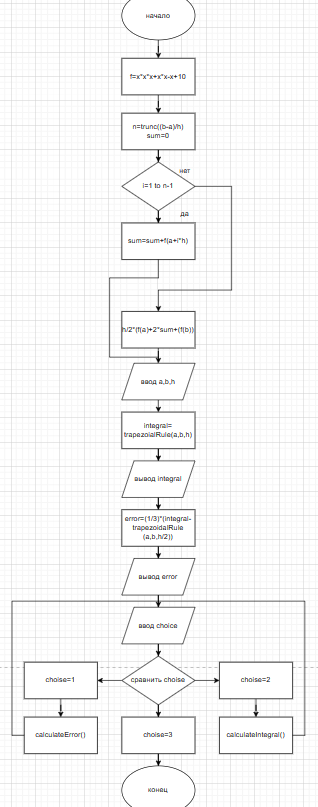 начало
f=x*x*x+x*x-x+10
n=trunc((b-a)/h)
sum=0
нет
i=1 to n-1
да
sum=sum+f(a+i*h)
h/2*(f(a)+2*sum+(f(b))
ввод a,b,h
integral=
trapezoialRule(a,b,h)
вывод integral
error=(1/3)*(integral-
trapezoidalRule
(a,b,h/2))
вывод error
ввод choice
choise=1
сравнить choise
choise=2
calculateError()
choise=3
calculateIntegral()
конец